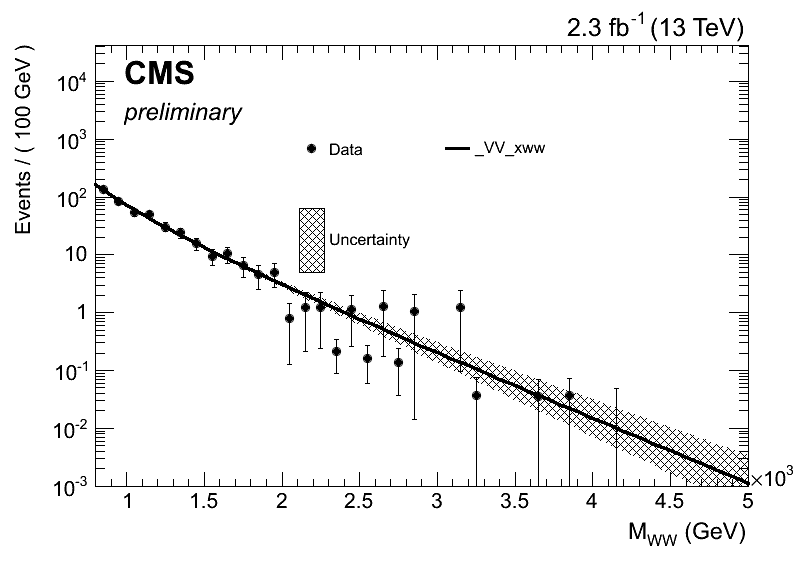 2.3 fb⁻¹ (13 TeV)
CMS
preliminary
Events / ( 100 GeV )
Data
_VV_xww
Uncertainty
10⁴
10³
10²
10
1
10⁻¹
10⁻²
10⁻³
1 1.5 2 2.5 3 3.5 4 4.5 5
×10³
M_WW (GeV)